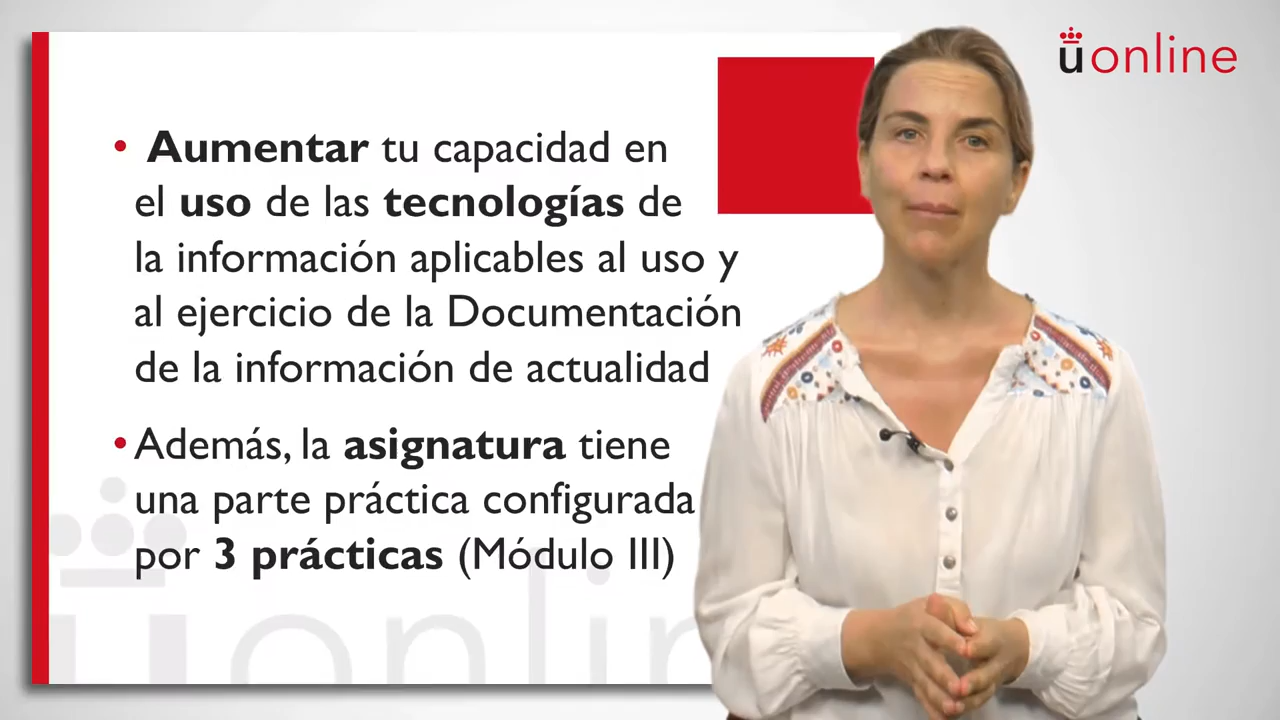 uonline
• Aumentar tu capacidad en
el uso de las tecnologías de
la información aplicables al uso y
al ejercicio de la Documentación
de la información de actualidad
• Además, la asignatura tiene
una parte práctica configurada
por 3 prácticas (Módulo III)
uonlin